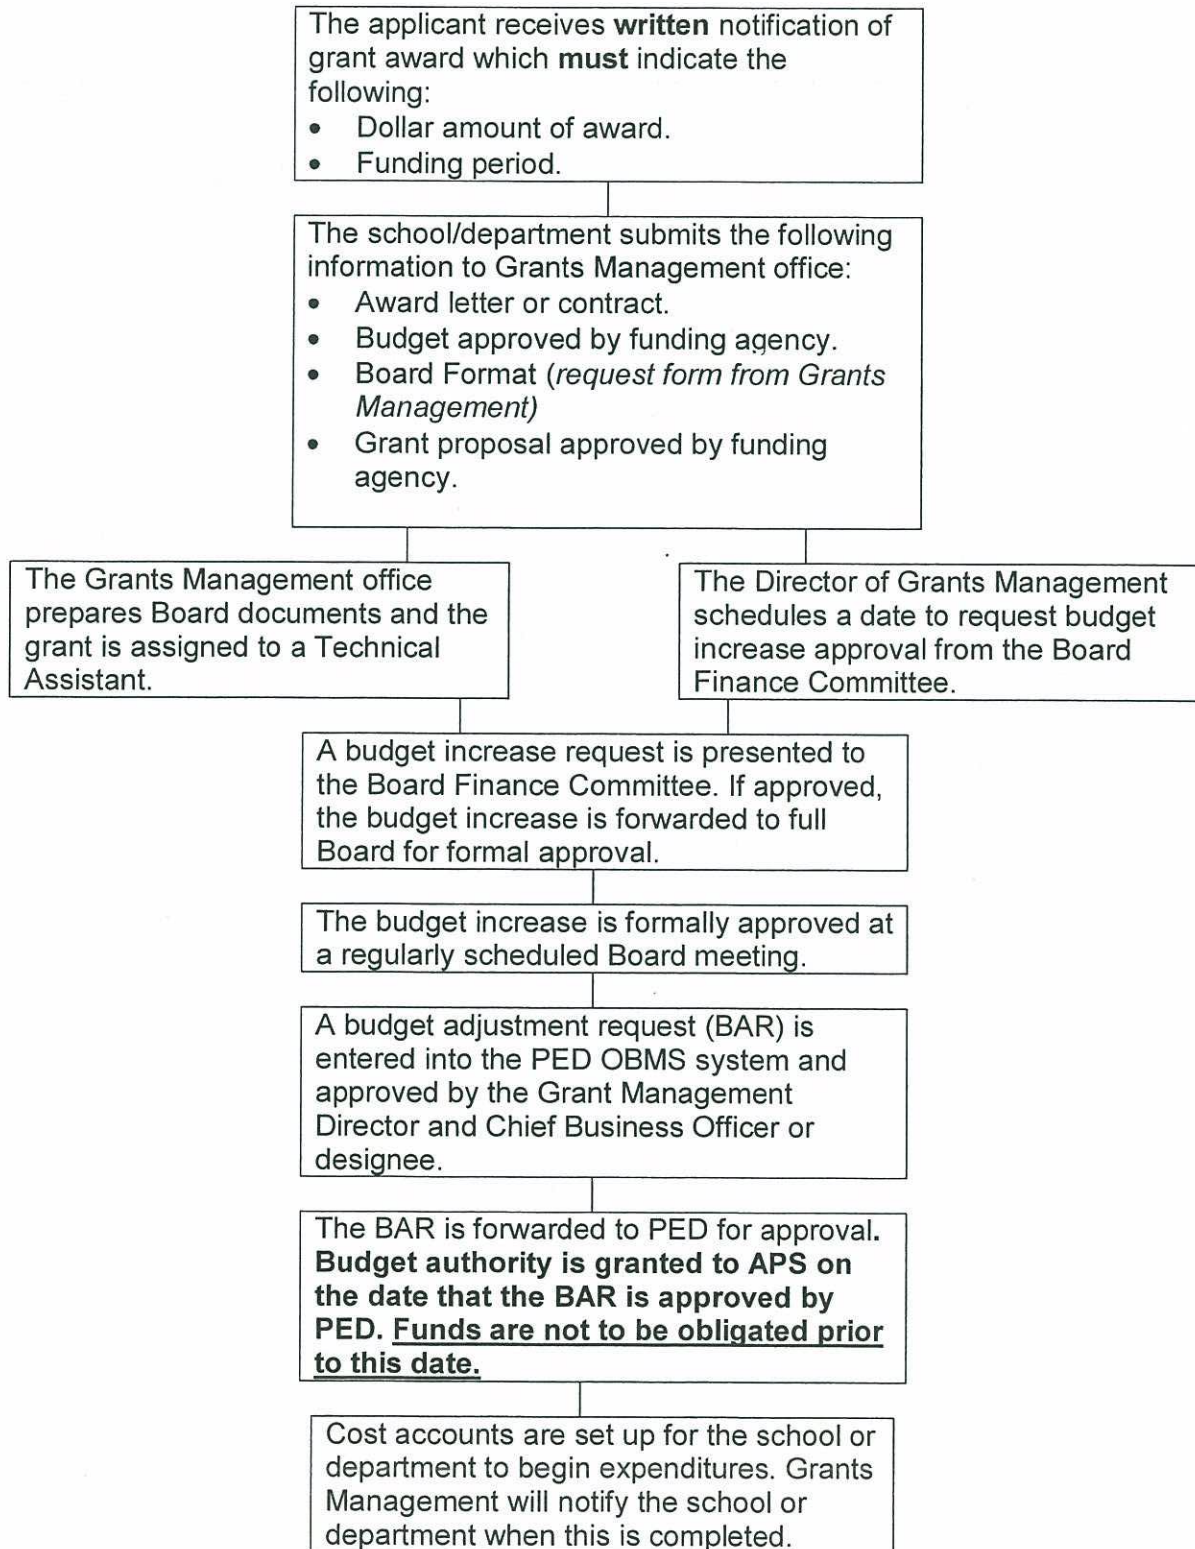 The applicant receives written notification of
grant award which must indicate the
following:
• Dollar amount of award.
• Funding period.
The school/department submits the following
information to Grants Management office:
• Award letter or contract.
• Budget approved by funding agency.
• Board Format (request form from Grants
Management)
• Grant proposal approved by funding
agency.
The Grants Management office
prepares Board documents and the
grant is assigned to a Technical
Assistant.
The Director of Grants Management
schedules a date to request budget
increase approval from the Board
Finance Committee.
A budget increase request is presented to
the Board Finance Committee. If approved,
the budget increase is forwarded to full
Board for formal approval.
The budget increase is formally approved at
a regularly scheduled Board meeting.
A budget adjustment request (BAR) is
entered into the PED OBMS system and
approved by the Grant Management
Director and Chief Business Officer or
designee.
The BAR is forwarded to PED for approval.
Budget authority is granted to APS on
the date that the BAR is approved by
PED. Funds are not to be obligated prior
to this date.
Cost accounts are set up for the school or
department to begin expenditures. Grants
Management will notify the school or
department when this is completed.